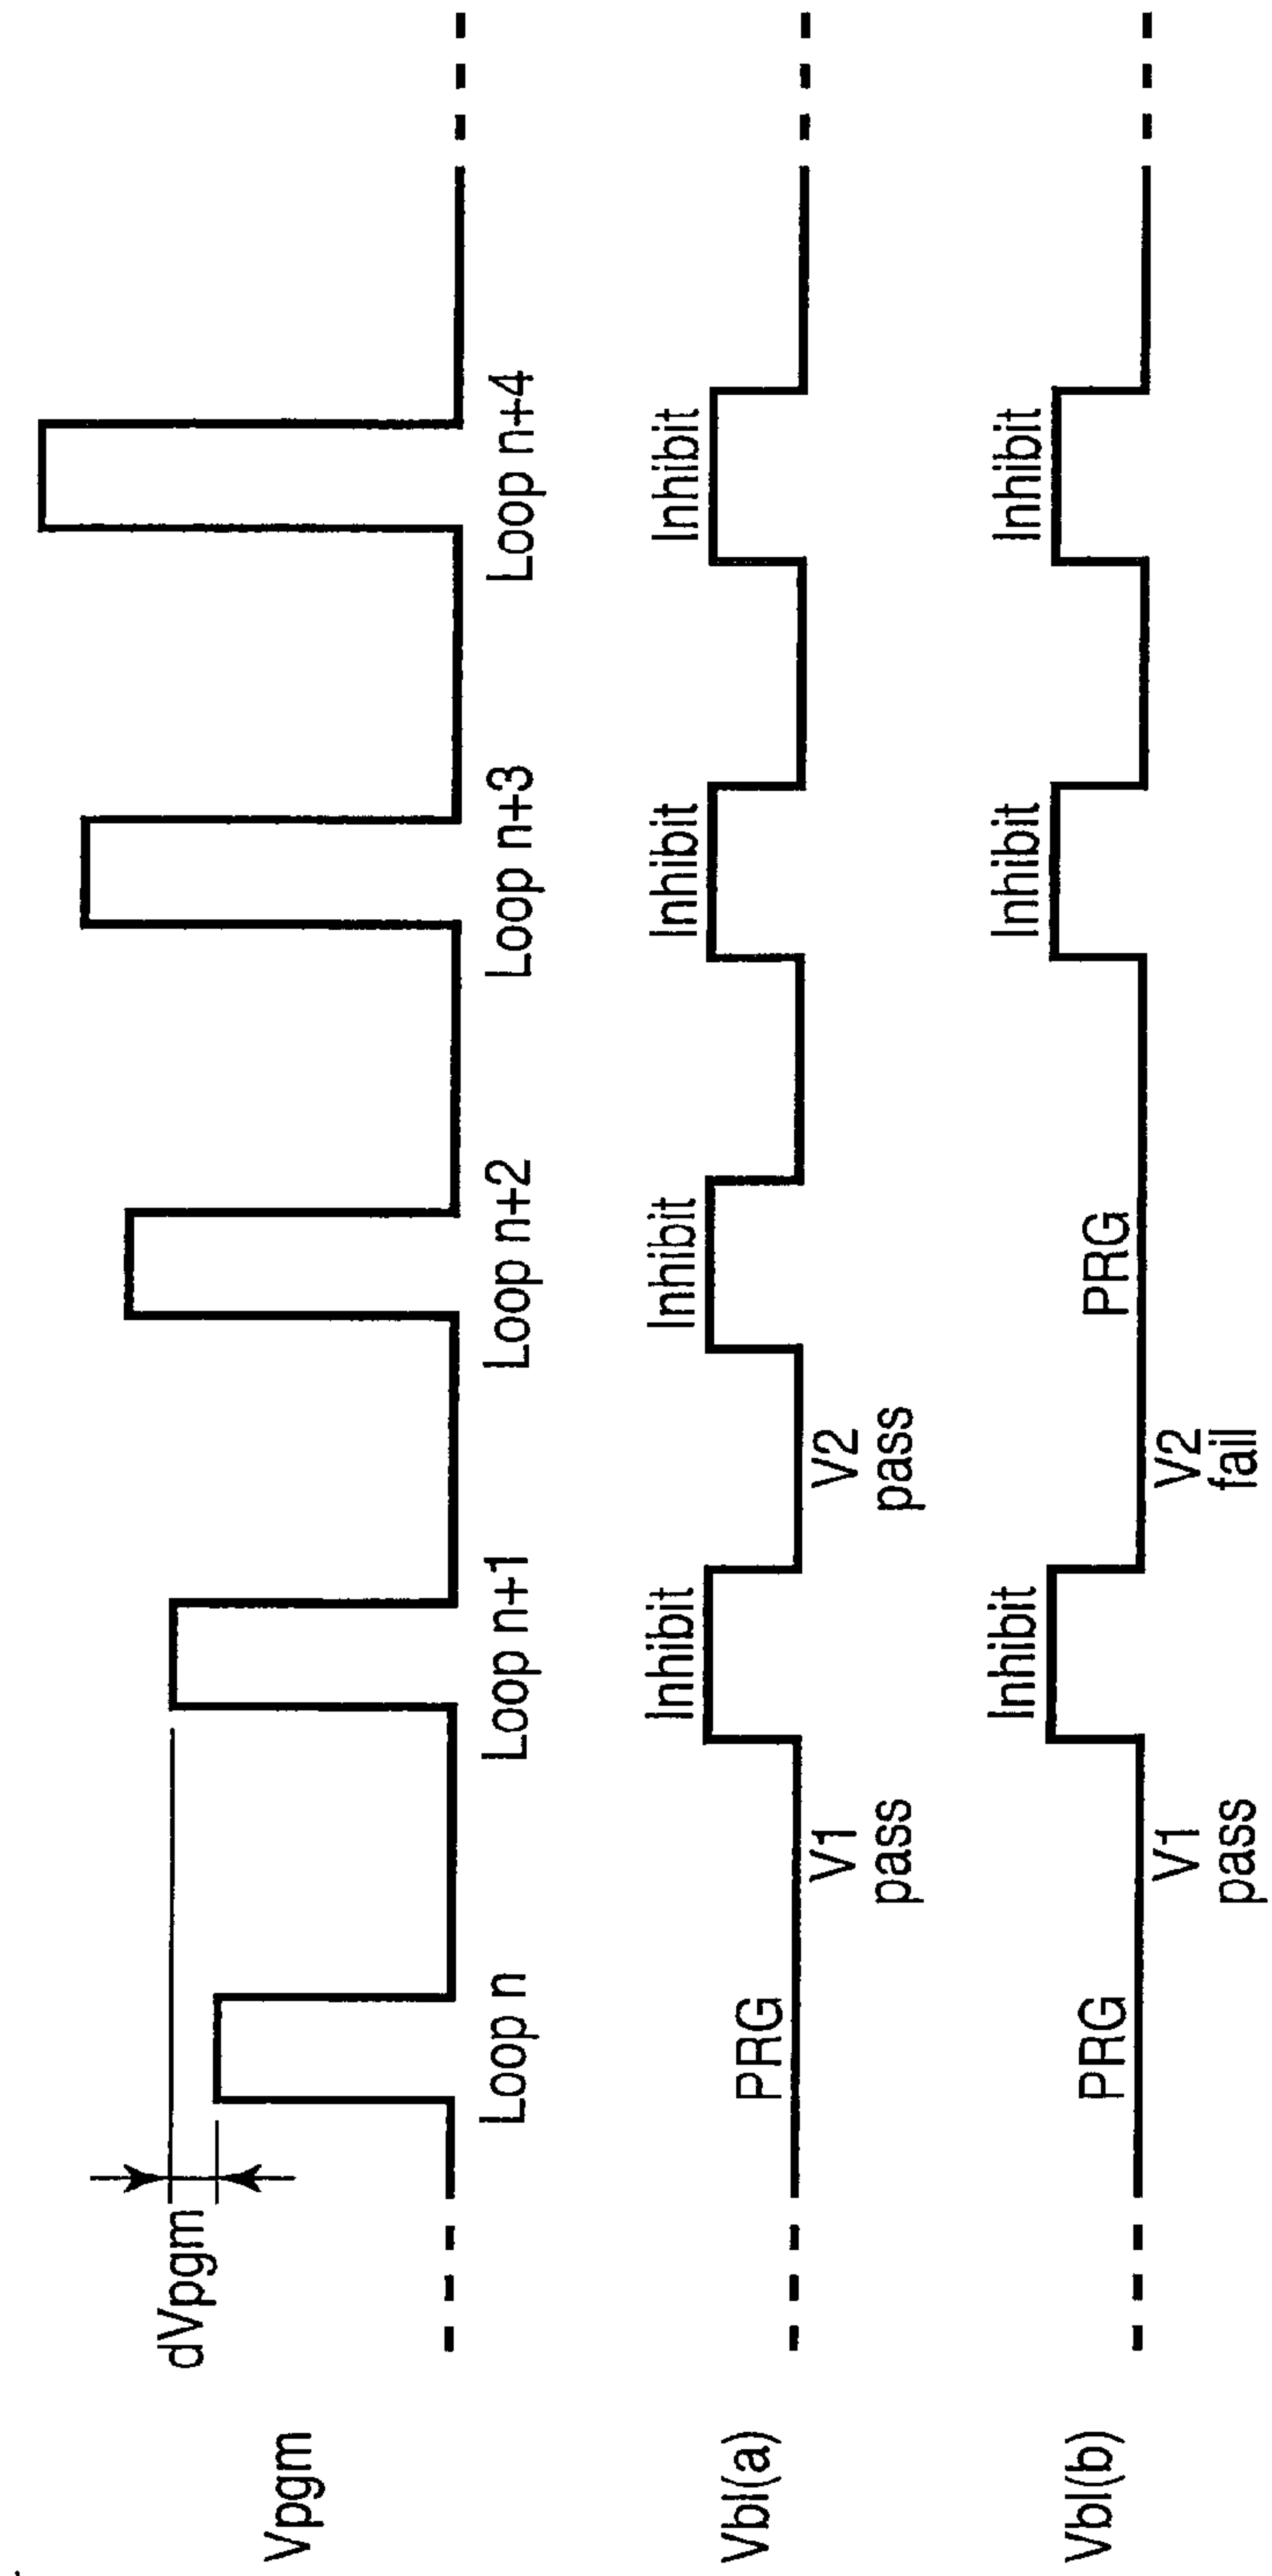 Vpgm
dVpgm
Loop n
Loop n+1
Loop n+2
Loop n+3
Loop n+4
Vbl(a)
PRG
Inhibit
Inhibit
Inhibit
Inhibit
V1
pass
V2
pass
Vbl(b)
PRG
Inhibit
PRG
Inhibit
Inhibit
V1
pass
V2
fail